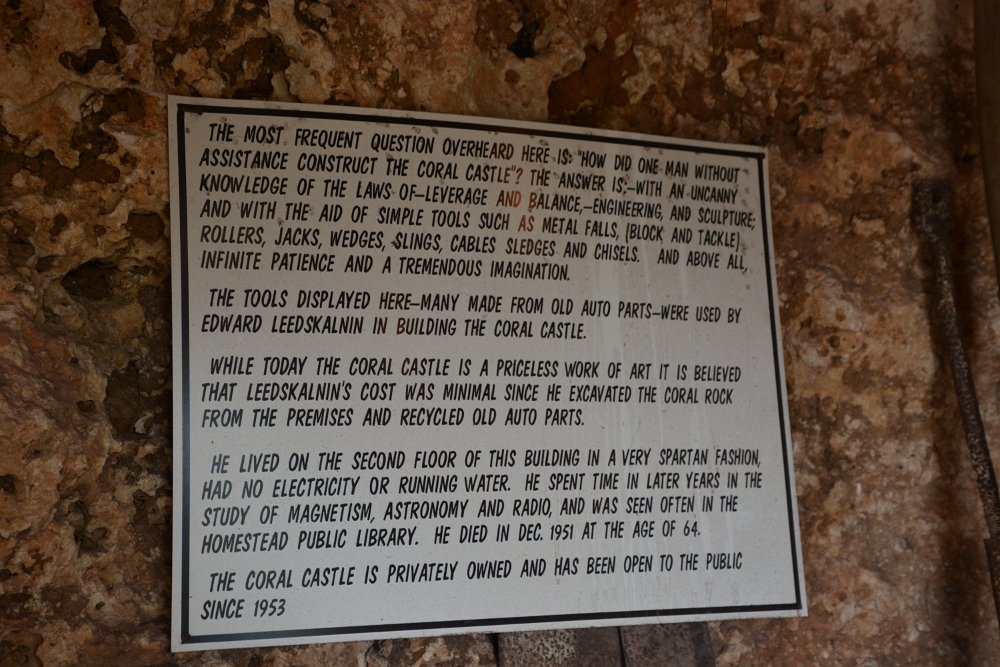 THE MOST FREQUENT QUESTION OVERHEARD HERE IS: "HOW DID ONE MAN WITHOUT
ASSISTANCE CONSTRUCT THE CORAL CASTLE"? THE ANSWER IS:—WITH AN UNCANNY
KNOWLEDGE OF THE LAWS OF—LEVERAGE AND BALANCE,—ENGINEERING, AND SCULPTURE;
AND WITH THE AID OF SIMPLE TOOLS SUCH AS METAL FALLS, (BLOCK AND TACKLE)
ROLLERS, JACKS, WEDGES, SLINGS, CABLES SLEDGES AND CHISELS. AND ABOVE ALL,
INFINITE PATIENCE AND A TREMENDOUS IMAGINATION.
THE TOOLS DISPLAYED HERE—MANY MADE FROM OLD AUTO PARTS—WERE USED BY
EDWARD LEEDSKALNIN IN BUILDING THE CORAL CASTLE.
WHILE TODAY THE CORAL CASTLE IS A PRICELESS WORK OF ART IT IS BELIEVED
THAT LEEDSKALNIN'S COST WAS MINIMAL SINCE HE EXCAVATED THE CORAL ROCK
FROM THE PREMISES AND RECYCLED OLD AUTO PARTS.
HE LIVED ON THE SECOND FLOOR OF THIS BUILDING IN A VERY SPARTAN FASHION,
HAD NO ELECTRICITY OR RUNNING WATER. HE SPENT TIME IN LATER YEARS IN THE
STUDY OF MAGNETISM, ASTRONOMY AND RADIO, AND WAS SEEN OFTEN IN THE
HOMESTEAD PUBLIC LIBRARY. HE DIED IN DEC. 1951 AT THE AGE OF 64.
THE CORAL CASTLE IS PRIVATELY OWNED AND HAS BEEN OPEN TO THE PUBLIC
SINCE 1953